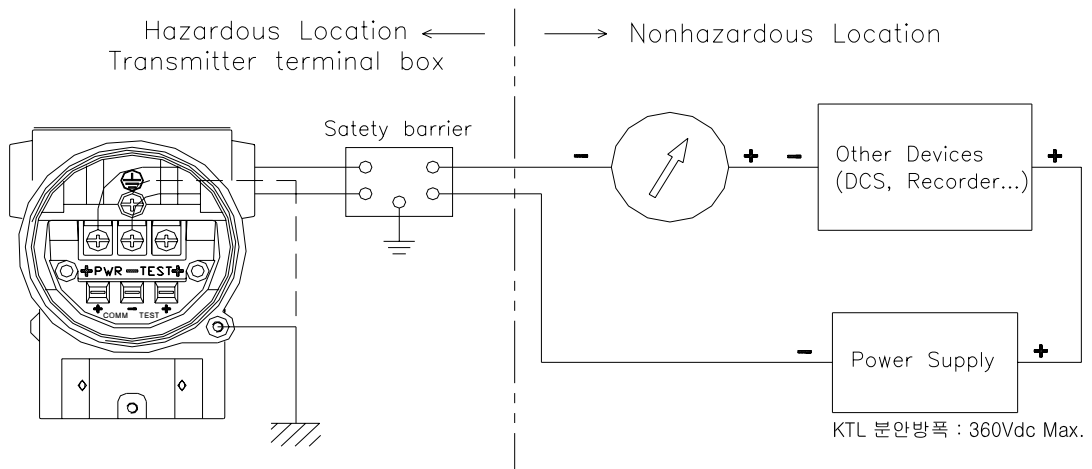 Hazardous Location
Nonhazardous Location
Transmitter terminal box
Satety barrier
- + - +
Other Devices
(DCS, Recorder...)
+PWR-TEST+
+ - +
COMM TEST
- +
Power Supply
KTL 분안방폭 : 360Vdc Max.